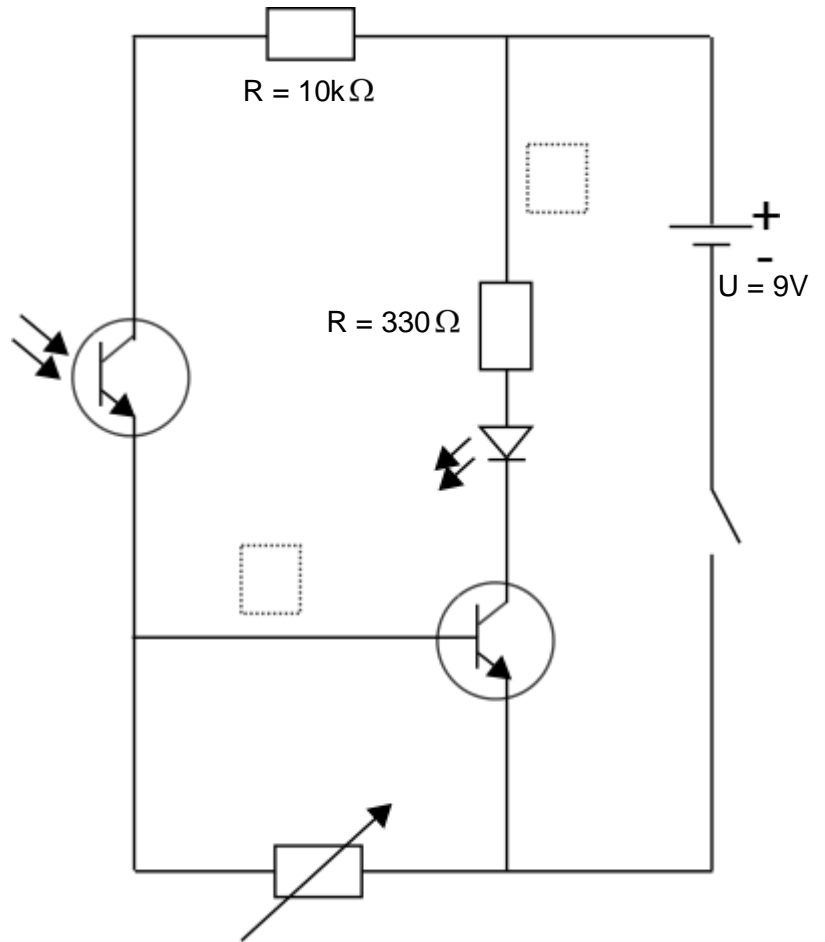 R = 10kΩ
+
-
U = 9V
R = 330Ω